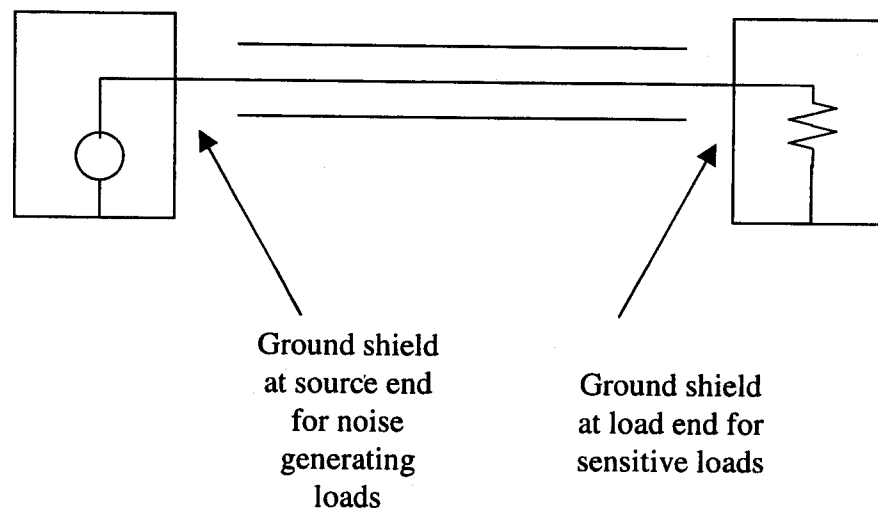 Ground shield
at source end
for noise
generating
loads
Ground shield
at load end for
sensitive loads